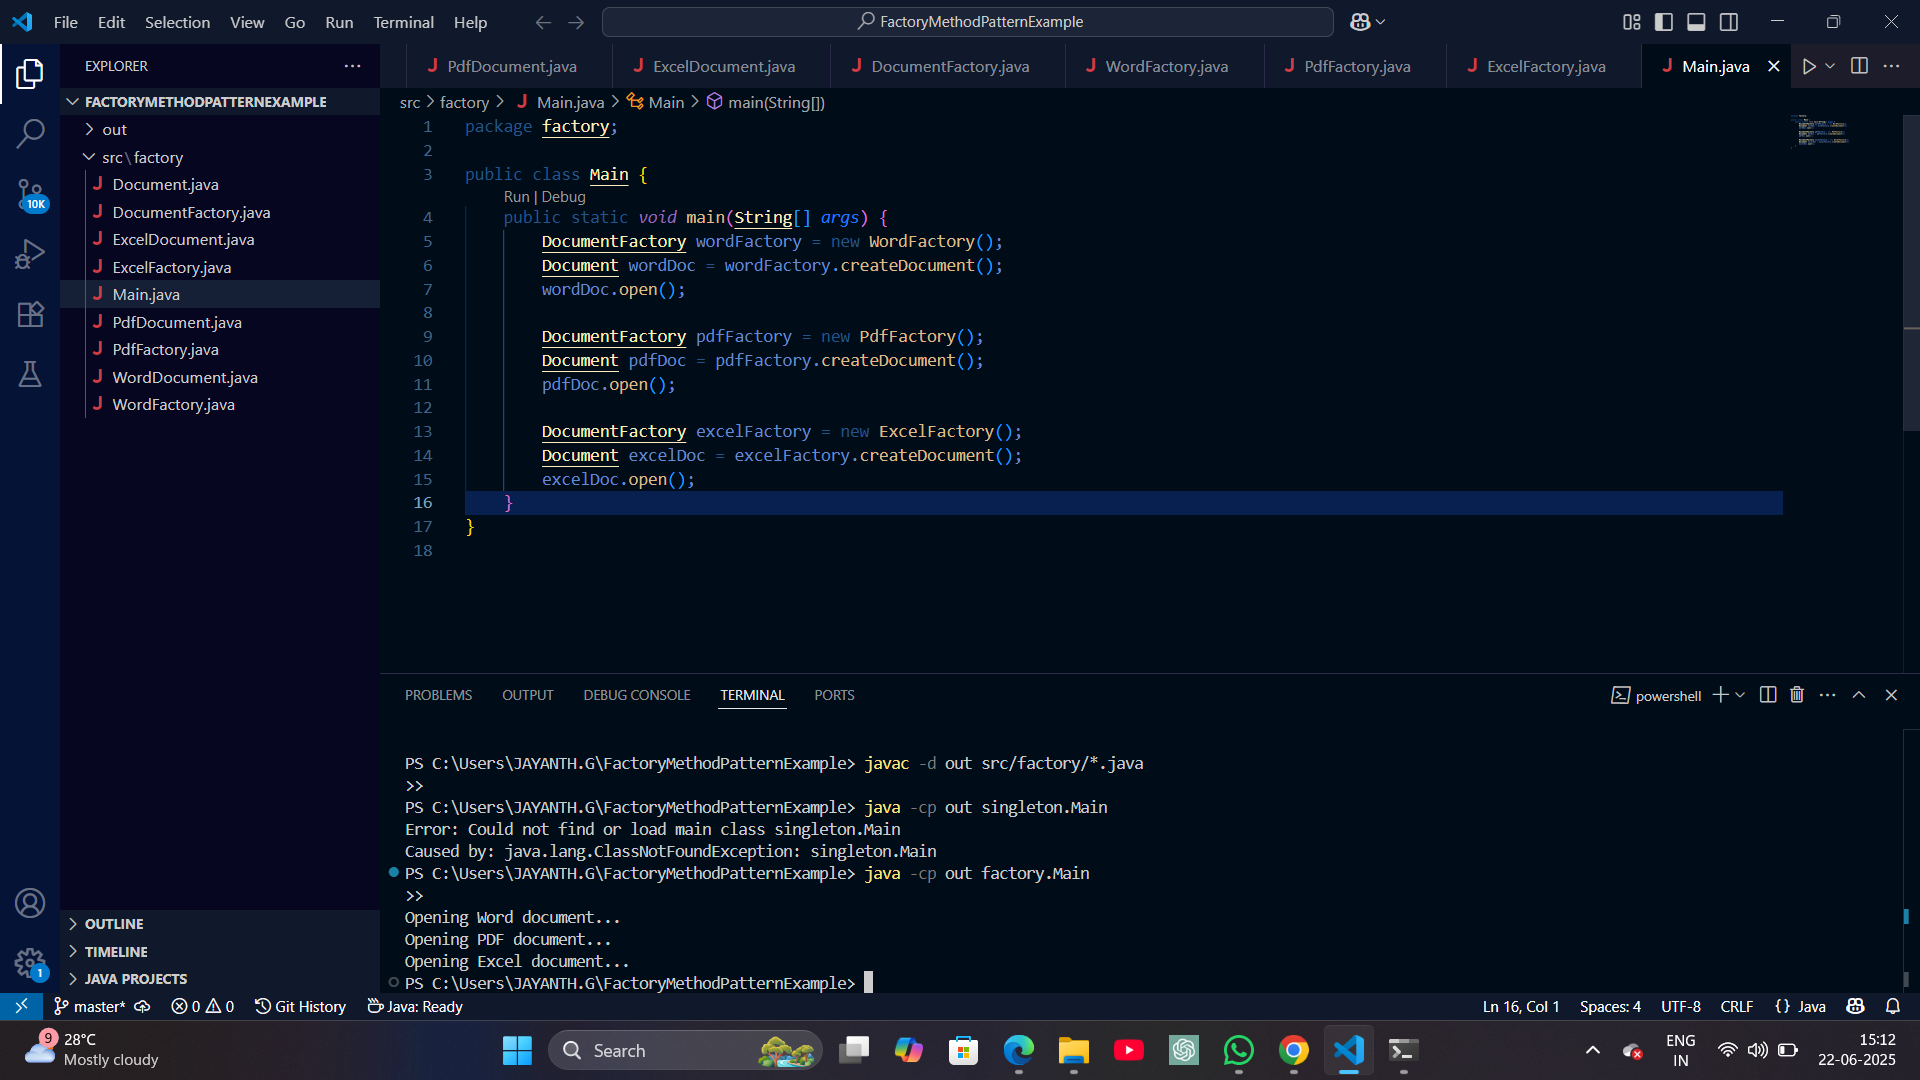 File Edit Selection View Go Run Terminal Help
FactoryMethodPatternExample
EXPLORER
FACTORYMETHODPATTERNEXAMPLE
out
src\factory
Document.java
DocumentFactory.java
ExcelDocument.java
ExcelFactory.java
Main.java
PdfDocument.java
PdfFactory.java
WordDocument.java
WordFactory.java
OUTLINE
TIMELINE
JAVA PROJECTS
10K
1
PdfDocument.java ExcelDocument.java DocumentFactory.java WordFactory.java PdfFactory.java ExcelFactory.java Main.java
src > factory > Main.java > Main > main(String[])
1 package factory;
2
3 public class Main {
Run | Debug
4 public static void main(String[] args) {
5 DocumentFactory wordFactory = new WordFactory();
6 Document wordDoc = wordFactory.createDocument();
7 wordDoc.open();
8
9 DocumentFactory pdfFactory = new PdfFactory();
10 Document pdfDoc = pdfFactory.createDocument();
11 pdfDoc.open();
12
13 DocumentFactory excelFactory = new ExcelFactory();
14 Document excelDoc = excelFactory.createDocument();
15 excelDoc.open();
16 }
17 }
18
PROBLEMS OUTPUT DEBUG CONSOLE TERMINAL PORTS
powershell
PS C:\Users\JAYANTH.G\FactoryMethodPatternExample> javac -d out src/factory/*.java
>>
PS C:\Users\JAYANTH.G\FactoryMethodPatternExample> java -cp out singleton.Main
Error: Could not find or load main class singleton.Main
Caused by: java.lang.ClassNotFoundException: singleton.Main
PS C:\Users\JAYANTH.G\FactoryMethodPatternExample> java -cp out factory.Main
>>
Opening Word document...
Opening PDF document...
Opening Excel document...
PS C:\Users\JAYANTH.G\FactoryMethodPatternExample>
master* 0 0 Git History Java: Ready
Ln 16, Col 1 Spaces: 4 UTF-8 CRLF {} Java
9
28°C
Mostly cloudy
Search
ENG
IN
15:12
22-06-2025